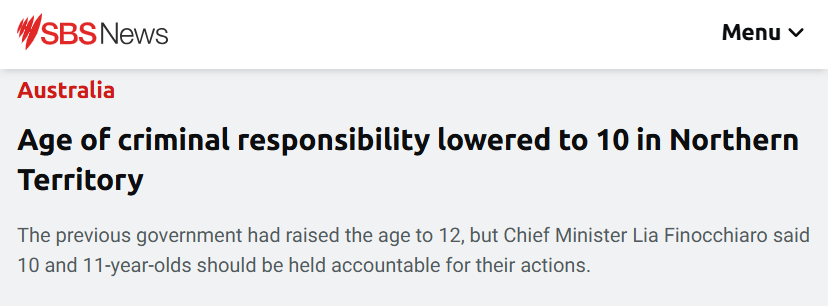 SBS News
Menu
Australia
Age of criminal responsibility lowered to 10 in Northern
Territory
The previous government had raised the age to 12, but Chief Minister Lia Finocchiaro said
10 and 11-year-olds should be held accountable for their actions.